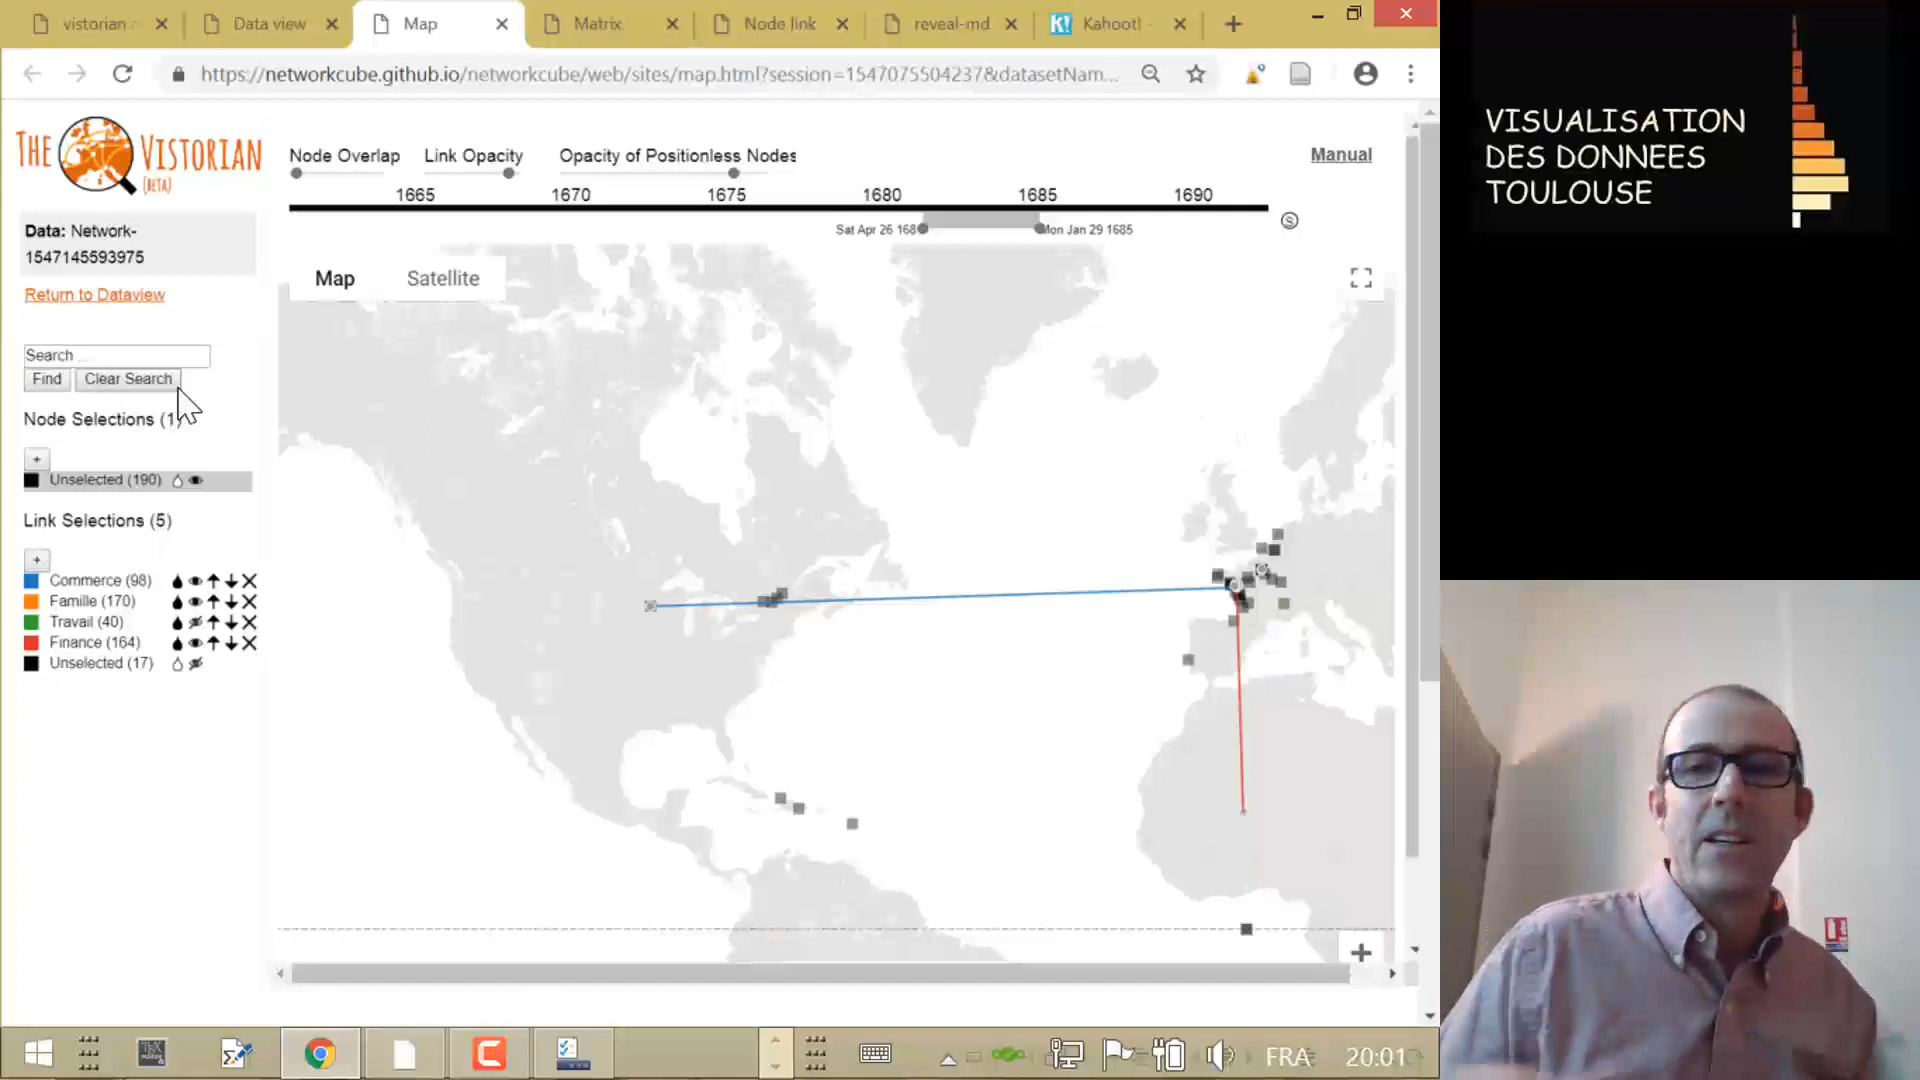 vistorian
Data view
Map
Matrix
Node link
reveal-md
Kahoot!
https://networkcube.github.io/networkcube/web/sites/map.html?session=1547075504237&datasetNam...
THE VISTORIAN
(BETA)
Node Overlap
Link Opacity
Opacity of Positionless Nodes
Manual
1665
1670
1675
1680
1685
1690
Sat Apr 26 168
Mon Jan 29 1685
Data: Network-
1547145593975
Return to Dataview
Map
Satellite
Search ...
Find
Clear Search
Node Selections (1)
+
Unselected (190)
Link Selections (5)
+
Commerce (98)
Famille (170)
Travail (40)
Finance (164)
Unselected (17)
FRA
20:01
VISUALISATION
DES DONNEES
TOULOUSE